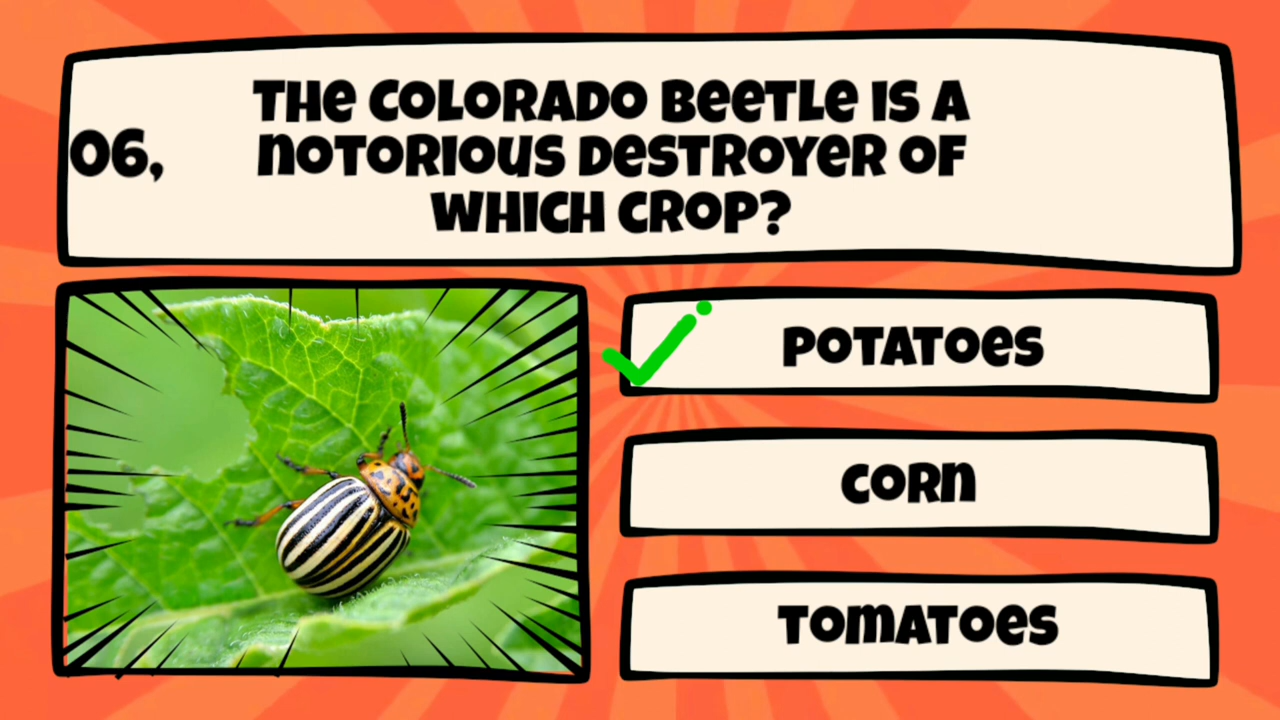 06,
THE COLORADO BEETLE IS A
NOTORIOUS DESTROYER OF
WHICH CROP?
POTATOES
CORN
TOMATOES